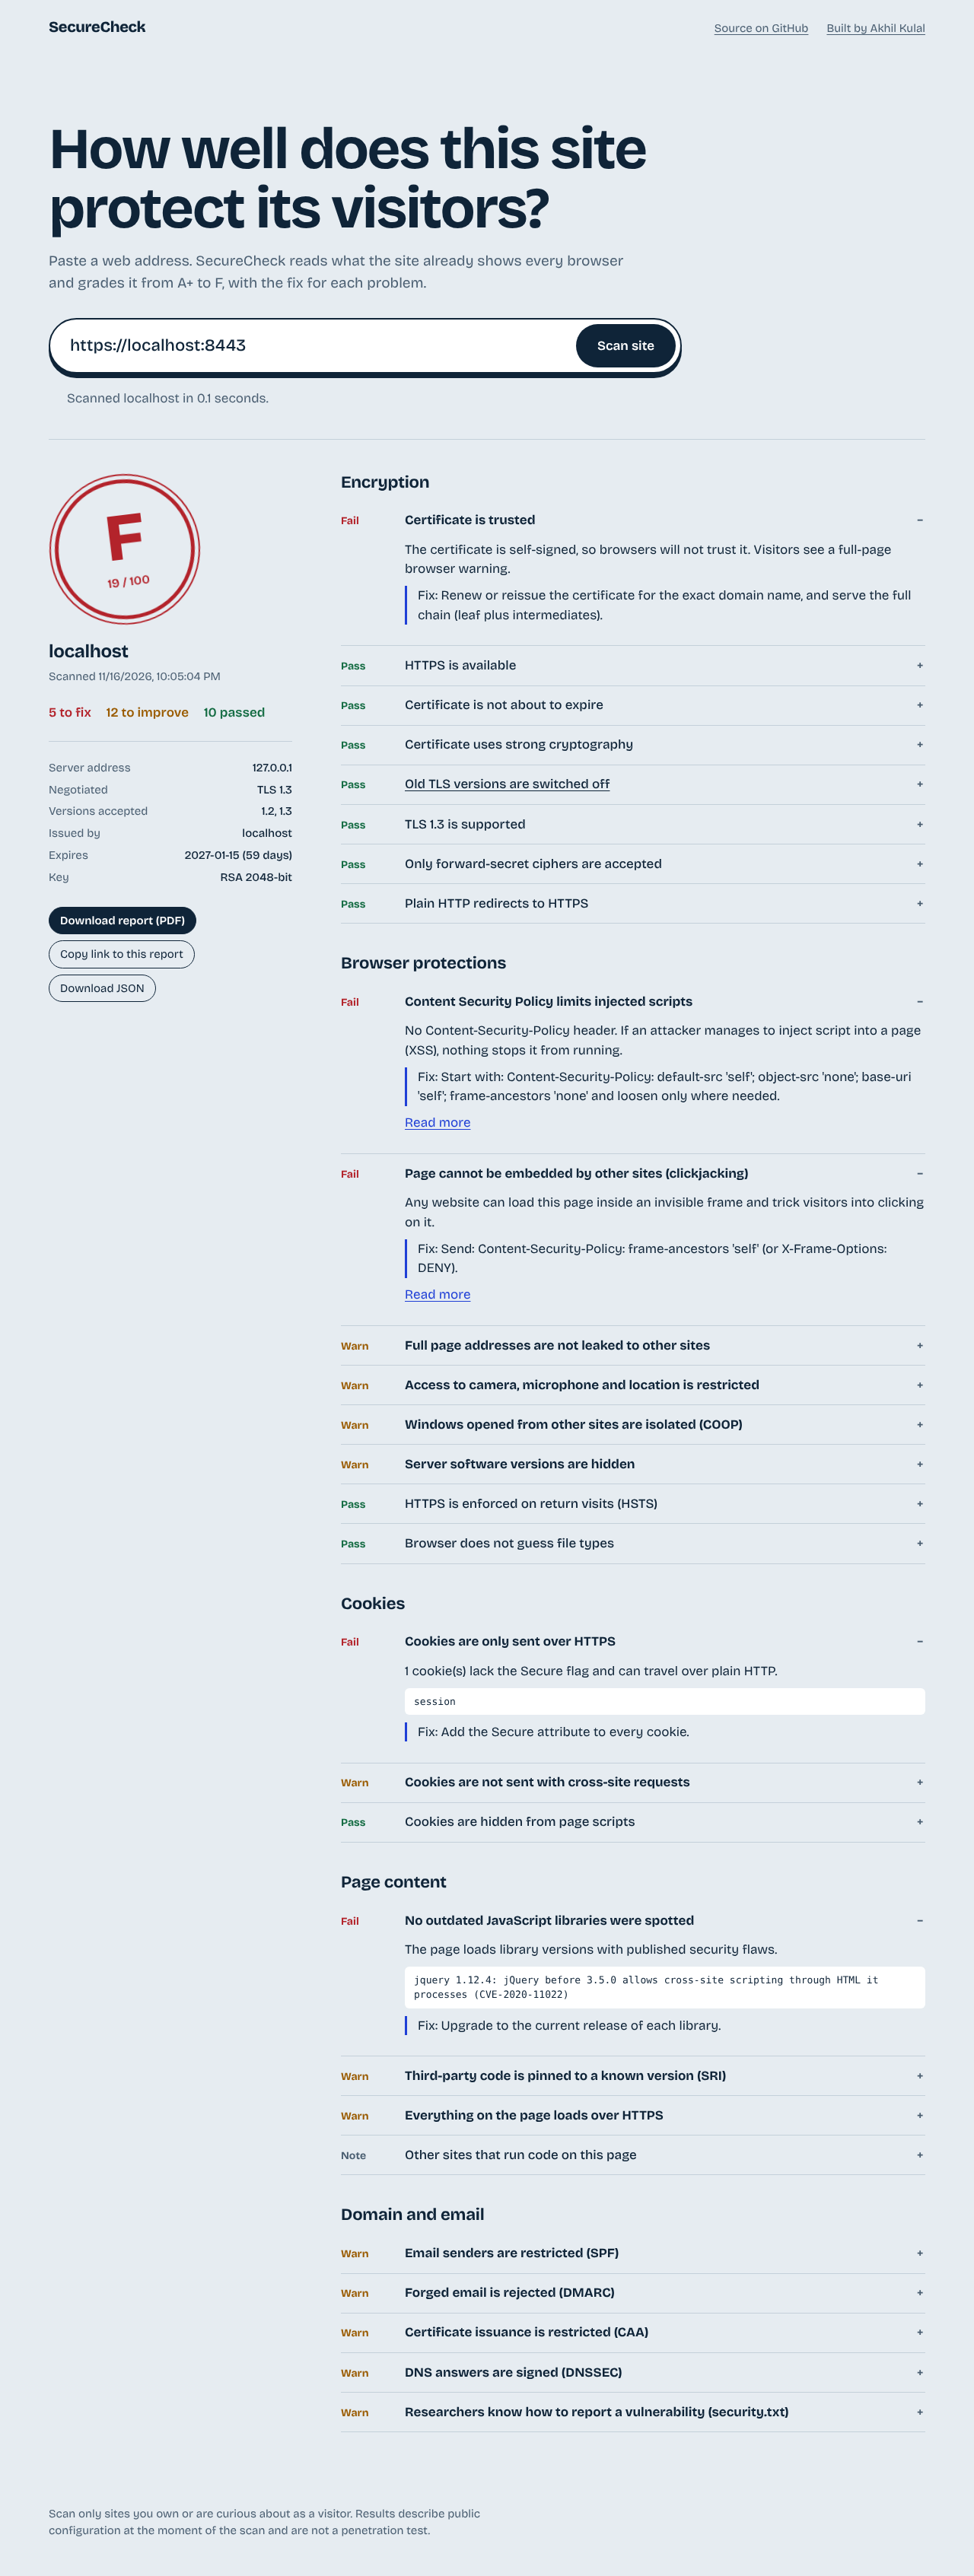 SecureCheck
Source on GitHub
Built by Akhil Kulal
How well does this site
protect its visitors?
Paste a web address. SecureCheck reads what the site already shows every browser
and grades it from A+ to F, with the fix for each problem.
https://localhost:8443
Scan site
Scanned localhost in 0.1 seconds.
F
19 / 100
localhost
Scanned 11/16/2026, 10:05:04 PM
5 to fix 12 to improve 10 passed
Server address 127.0.0.1
Negotiated TLS 1.3
Versions accepted 1.2, 1.3
Issued by localhost
Expires 2027-01-15 (59 days)
Key RSA 2048-bit
Download report (PDF)
Copy link to this report
Download JSON
Encryption
Fail Certificate is trusted −
The certificate is self-signed, so browsers will not trust it. Visitors see a full-page
browser warning.
Fix: Renew or reissue the certificate for the exact domain name, and serve the full
chain (leaf plus intermediates).
Pass HTTPS is available +
Pass Certificate is not about to expire +
Pass Certificate uses strong cryptography +
Pass Old TLS versions are switched off +
Pass TLS 1.3 is supported +
Pass Only forward-secret ciphers are accepted +
Pass Plain HTTP redirects to HTTPS +
Browser protections
Fail Content Security Policy limits injected scripts −
No Content-Security-Policy header. If an attacker manages to inject script into a page
(XSS), nothing stops it from running.
Fix: Start with: Content-Security-Policy: default-src 'self'; object-src 'none'; base-uri
'self'; frame-ancestors 'none' and loosen only where needed.
Read more
Fail Page cannot be embedded by other sites (clickjacking) −
Any website can load this page inside an invisible frame and trick visitors into clicking
on it.
Fix: Send: Content-Security-Policy: frame-ancestors 'self' (or X-Frame-Options:
DENY).
Read more
Warn Full page addresses are not leaked to other sites +
Warn Access to camera, microphone and location is restricted +
Warn Windows opened from other sites are isolated (COOP) +
Warn Server software versions are hidden +
Pass HTTPS is enforced on return visits (HSTS) +
Pass Browser does not guess file types +
Cookies
Fail Cookies are only sent over HTTPS −
1 cookie(s) lack the Secure flag and can travel over plain HTTP.
session
Fix: Add the Secure attribute to every cookie.
Warn Cookies are not sent with cross-site requests +
Pass Cookies are hidden from page scripts +
Page content
Fail No outdated JavaScript libraries were spotted −
The page loads library versions with published security flaws.
jquery 1.12.4: jQuery before 3.5.0 allows cross-site scripting through HTML it
processes (CVE-2020-11022)
Fix: Upgrade to the current release of each library.
Warn Third-party code is pinned to a known version (SRI) +
Warn Everything on the page loads over HTTPS +
Note Other sites that run code on this page +
Domain and email
Warn Email senders are restricted (SPF) +
Warn Forged email is rejected (DMARC) +
Warn Certificate issuance is restricted (CAA) +
Warn DNS answers are signed (DNSSEC) +
Warn Researchers know how to report a vulnerability (security.txt) +
Scan only sites you own or are curious about as a visitor. Results describe public
configuration at the moment of the scan and are not a penetration test.